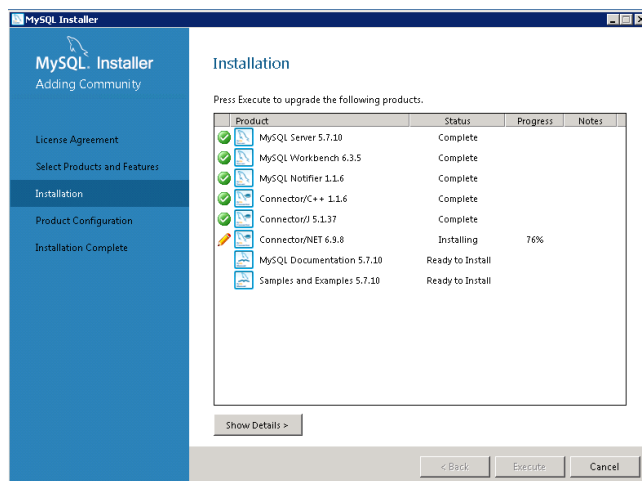 MySQL Installer
MySQL. Installer
Adding Community
License Agreement
Select Products and Features
Installation
Product Configuration
Installation Complete
Installation
Press Execute to upgrade the following products.
Product Status Progress Notes
MySQL Server 5.7.10 Complete
MySQL Workbench 6.3.5 Complete
MySQL Notifier 1.1.6 Complete
Connector/C++ 1.1.6 Complete
Connector/J 5.1.37 Complete
Connector/NET 6.9.8 Installing 76%
MySQL Documentation 5.7.10 Ready to Install
Samples and Examples 5.7.10 Ready to Install
Show Details >
< Back Execute Cancel